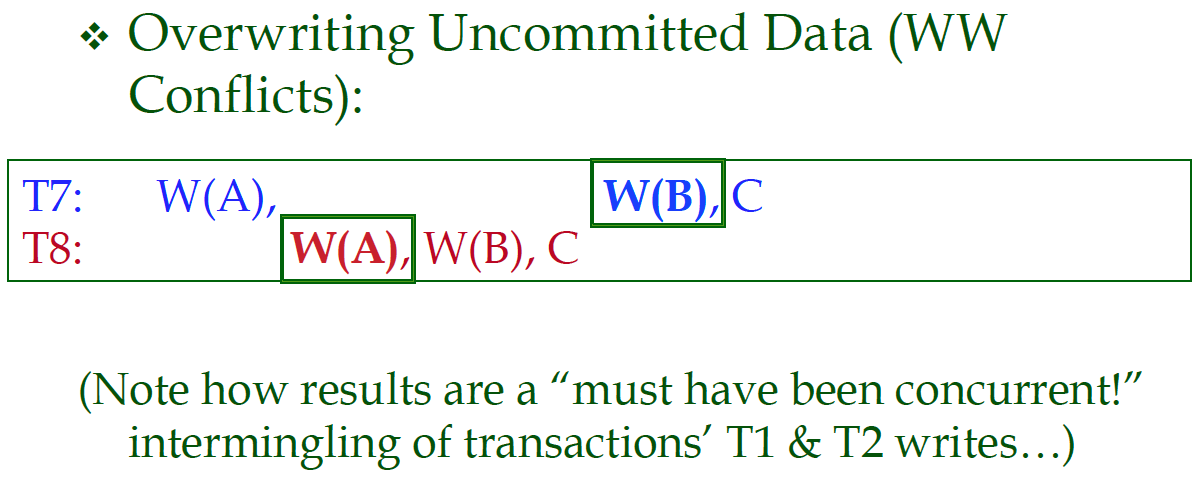 ❖ Overwriting Uncommitted Data (WW
Conflicts):
T7: W(A), W(B), C
T8: W(A), W(B), C
(Note how results are a “must have been concurrent!”
intermingling of transactions’ T1 & T2 writes…)